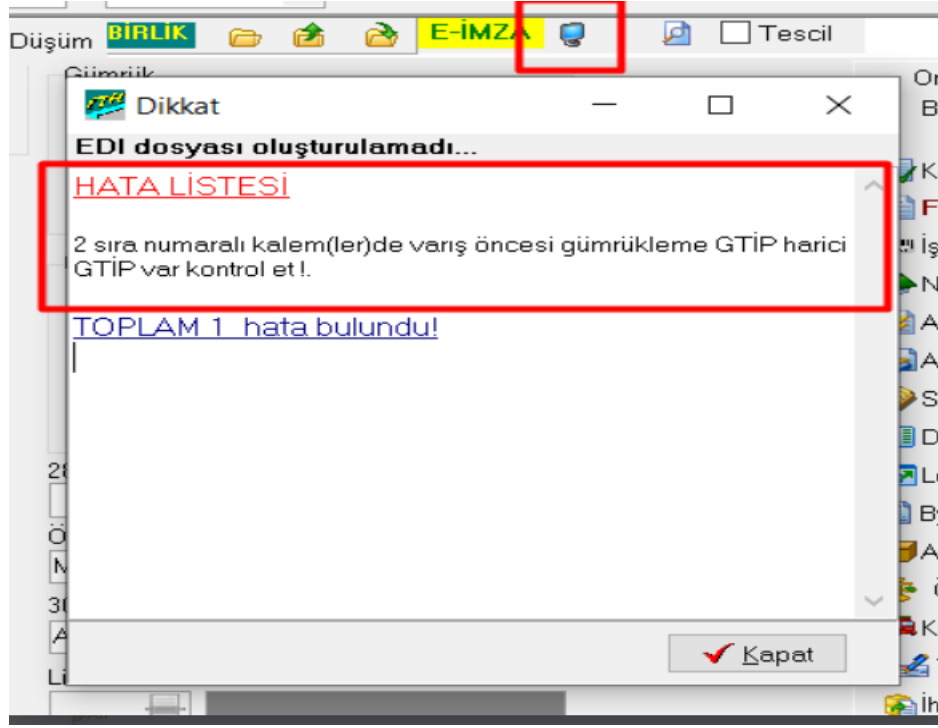 Düşüm BİRLİK E-İMZA Tescil
Gümrük
Dikkat
EDI dosyası oluşturulamadı...
HATA LİSTESİ
2 sıra numaralı kalem(ler)de varış öncesi gümrükleme GTİP harici
GTİP var kontrol et !.
TOPLAM 1 hata bulundu!
Kapat